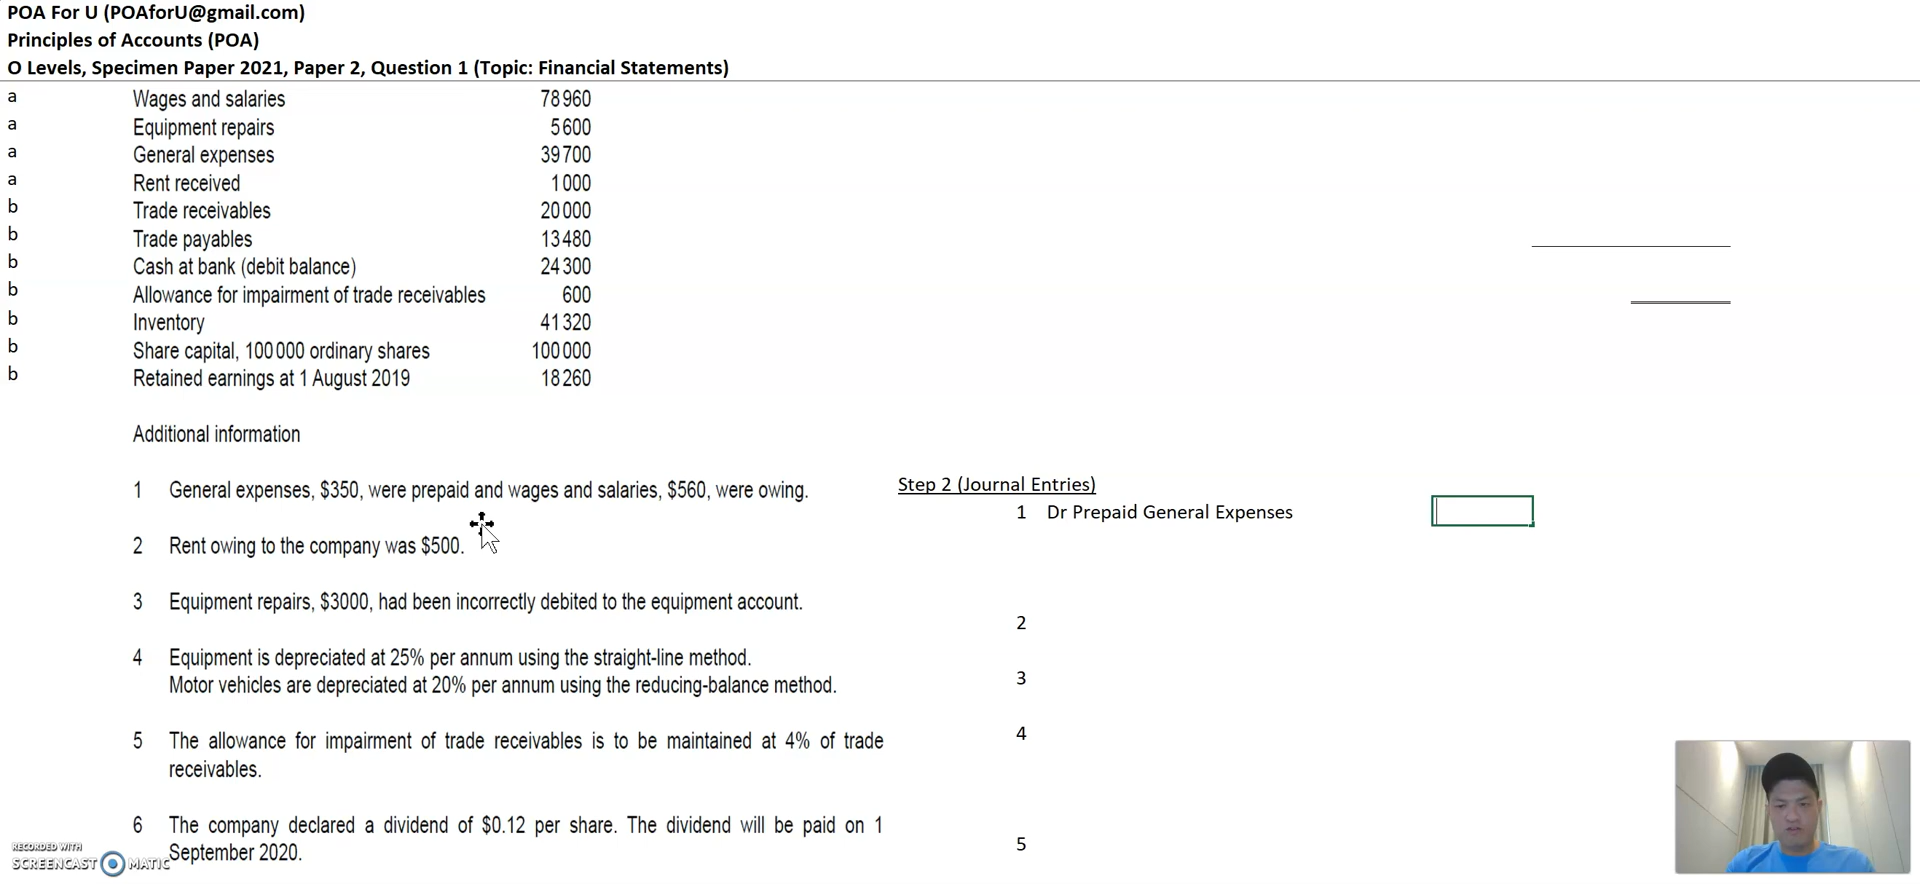 POA For U (POAforU@gmail.com)
Principles of Accounts (POA)
O Levels, Specimen Paper 2021, Paper 2, Question 1 (Topic: Financial Statements)
a Wages and salaries 78960
a Equipment repairs 5600
a General expenses 39700
a Rent received 1000
b Trade receivables 20000
b Trade payables 13480
b Cash at bank (debit balance) 24300
b Allowance for impairment of trade receivables 600
b Inventory 41320
b Share capital, 100000 ordinary shares 100000
b Retained earnings at 1 August 2019 18260
Additional information
1 General expenses, $350, were prepaid and wages and salaries, $560, were owing.
2 Rent owing to the company was $500.
3 Equipment repairs, $3000, had been incorrectly debited to the equipment account.
4 Equipment is depreciated at 25% per annum using the straight-line method.
Motor vehicles are depreciated at 20% per annum using the reducing-balance method.
5 The allowance for impairment of trade receivables is to be maintained at 4% of trade
receivables.
6 The company declared a dividend of $0.12 per share. The dividend will be paid on 1
September 2020.
Step 2 (Journal Entries)
1 Dr Prepaid General Expenses
2
3
4
5
RECORDED WITH
SCREENCAST MATIC